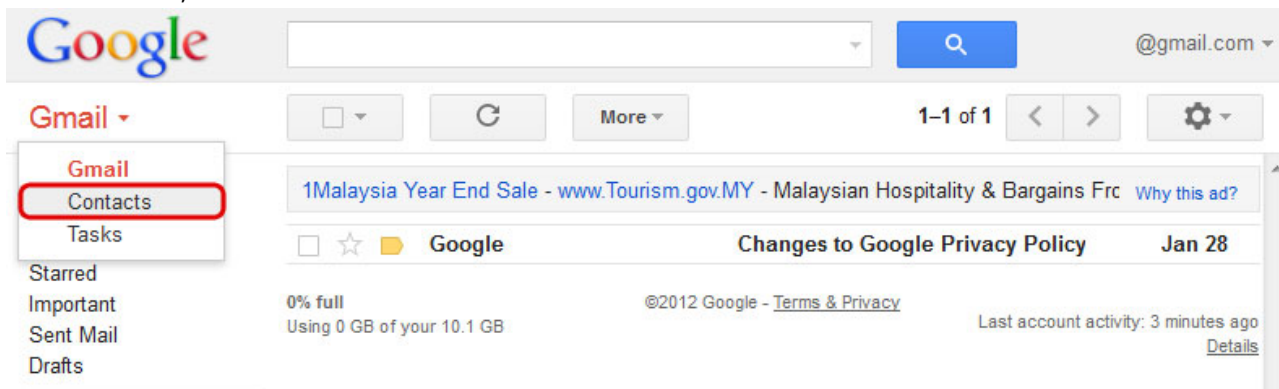 Google
@gmail.com
Gmail
More
1–1 of 1
Gmail
Contacts
Tasks
Starred
Important
Sent Mail
Drafts
1Malaysia Year End Sale - www.Tourism.gov.MY - Malaysian Hospitality & Bargains Frc Why this ad?
Google Changes to Google Privacy Policy Jan 28
0% full
Using 0 GB of your 10.1 GB
©2012 Google - Terms & Privacy
Last account activity: 3 minutes ago
Details